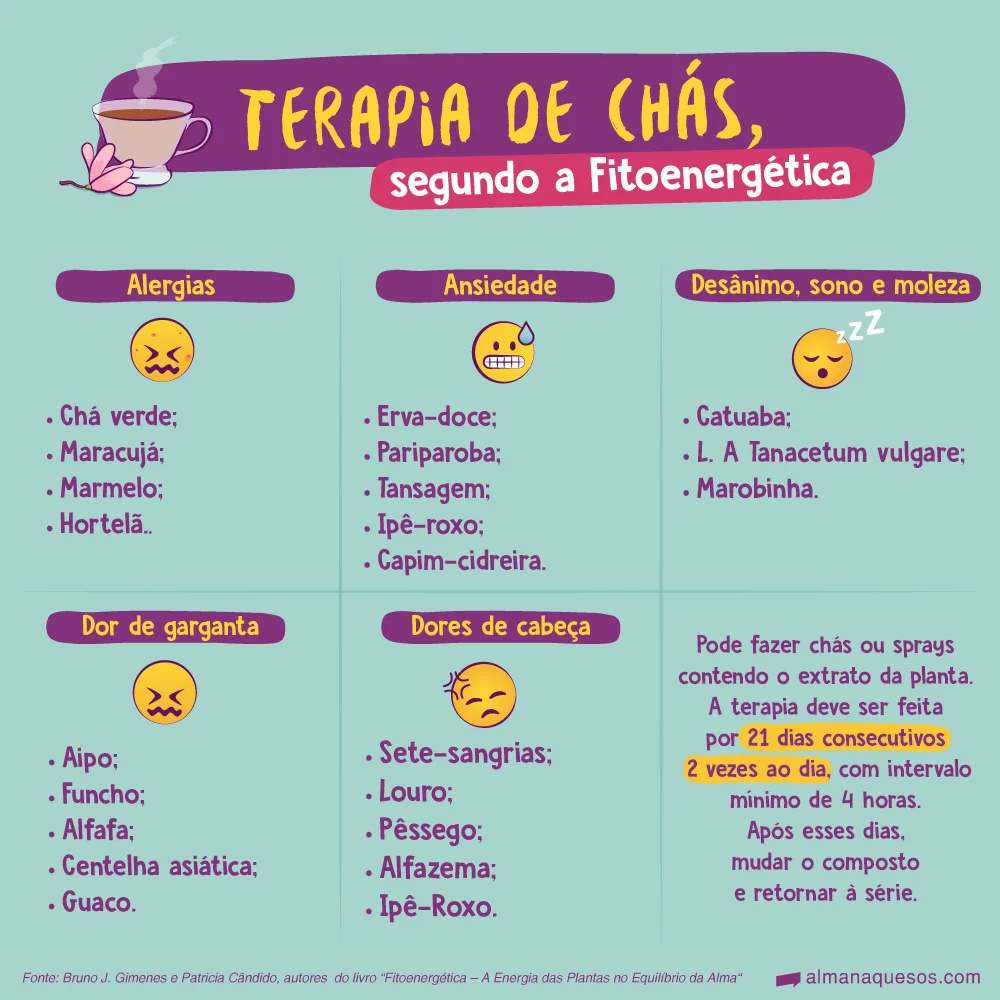 TERAPIA DE CHÁS,
segundo a Fitoenergética
Alergias
• Chá verde;
• Maracujá;
• Marmelo;
• Hortelã..
Ansiedade
• Erva-doce;
• Pariparoba;
• Tansagem;
• Ipê-roxo;
• Capim-cidreira.
Desânimo, sono e moleza
zzZ
• Catuaba;
• L. A Tanacetum vulgare;
• Marobinha.
Dor de garganta
• Aipo;
• Funcho;
• Alfafa;
• Centelha asiática;
• Guaco.
Dores de cabeça
• Sete-sangrias;
• Louro;
• Pêssego;
• Alfazema;
• Ipê-Roxo.
Pode fazer chás ou sprays
contendo o extrato da planta.
A terapia deve ser feita
por 21 dias consecutivos
2 vezes ao dia, com intervalo
mínimo de 4 horas.
Após esses dias,
mudar o composto
e retornar à série.
Fonte: Bruno J. Gimenes e Patricia Cândido, autores do livro “Fitoenergética – A Energia das Plantas no Equilíbrio da Alma“
almanaquesos.com